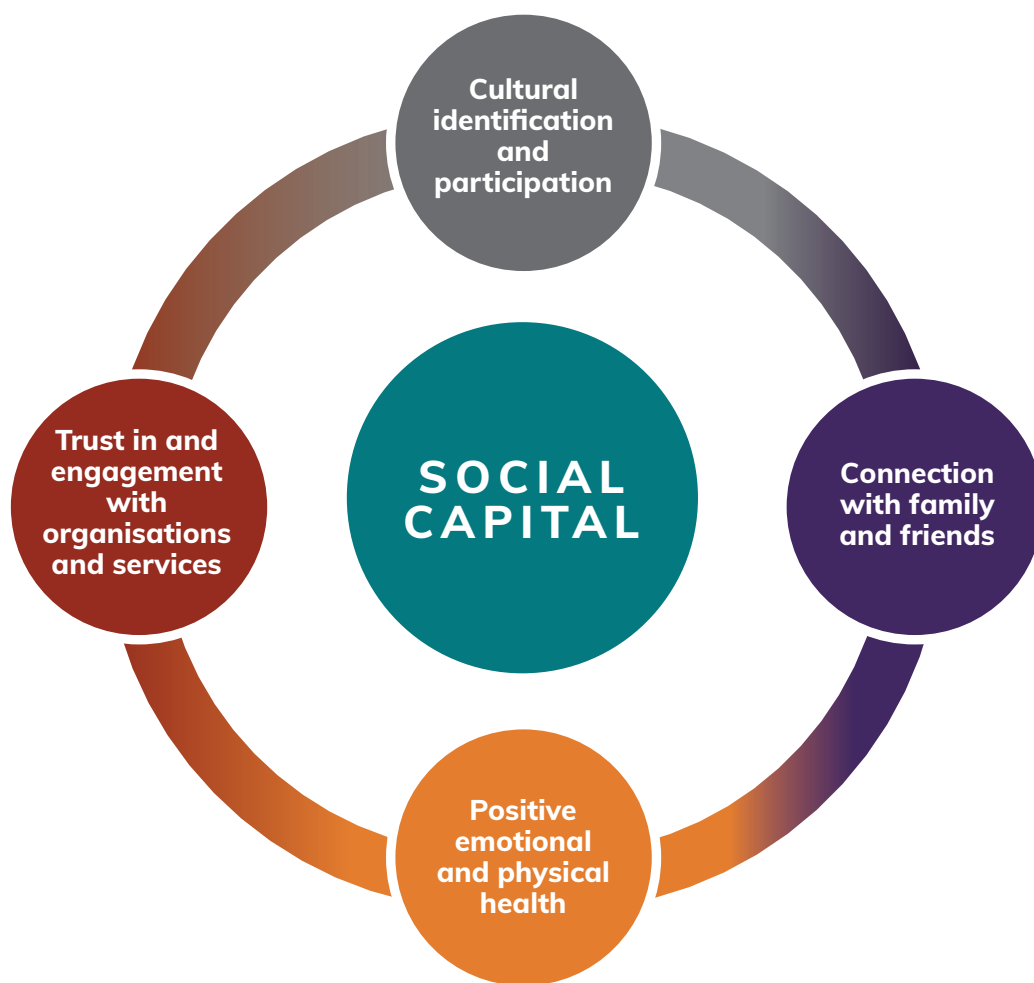 Cultural
identification
and
participation
Trust in and
engagement
with
organisations
and services
SOCIAL
CAPITAL
Connection
with family
and friends
Positive
emotional
and physical
health